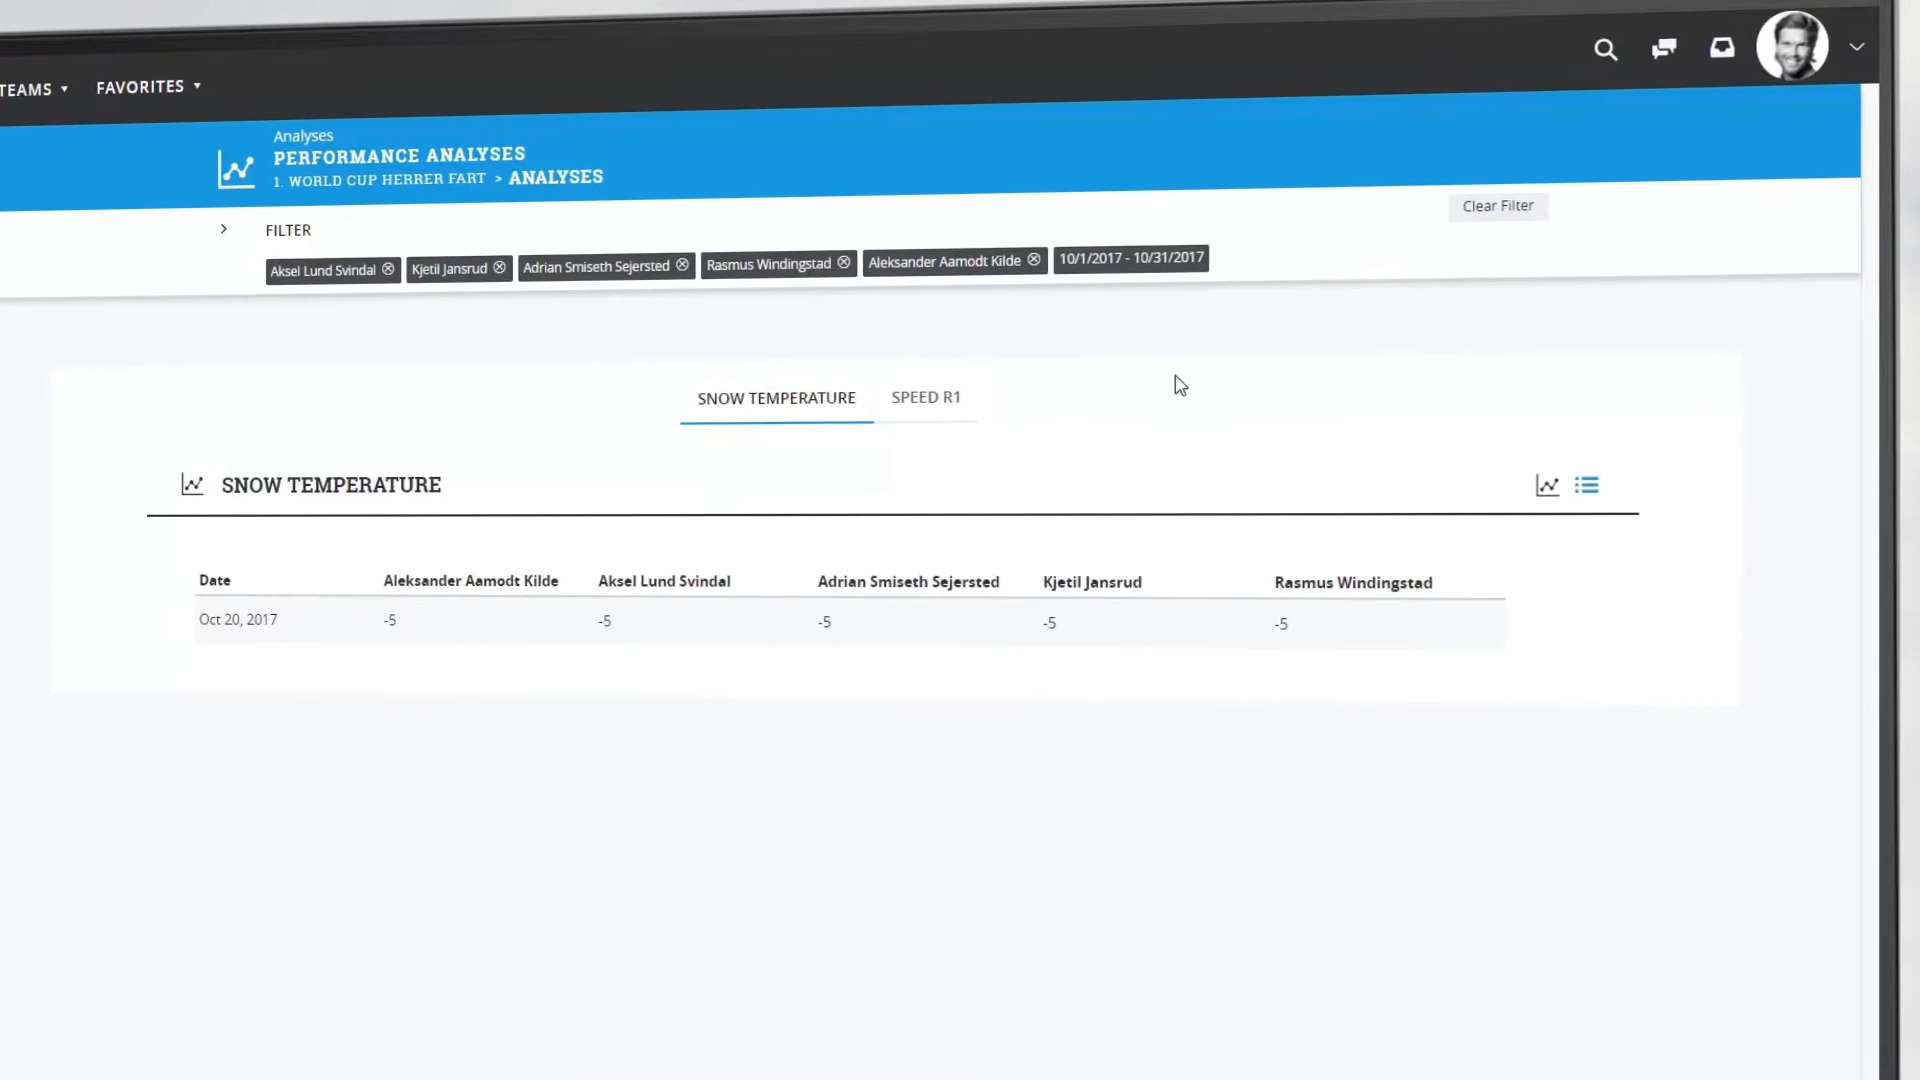 TEAMS FAVORITES
Analyses
PERFORMANCE ANALYSES
1. WORLD CUP HERRER FART > ANALYSES
Clear Filter
FILTER
Aksel Lund Svindal Kjetil Jansrud Adrian Smiseth Sejersted Rasmus Windingstad Aleksander Aamodt Kilde 10/1/2017 - 10/31/2017
SNOW TEMPERATURE SPEED R1
SNOW TEMPERATURE
Date Aleksander Aamodt Kilde Aksel Lund Svindal Adrian Smiseth Sejersted Kjetil Jansrud Rasmus Windingstad
Oct 20, 2017 -5 -5 -5 -5 -5